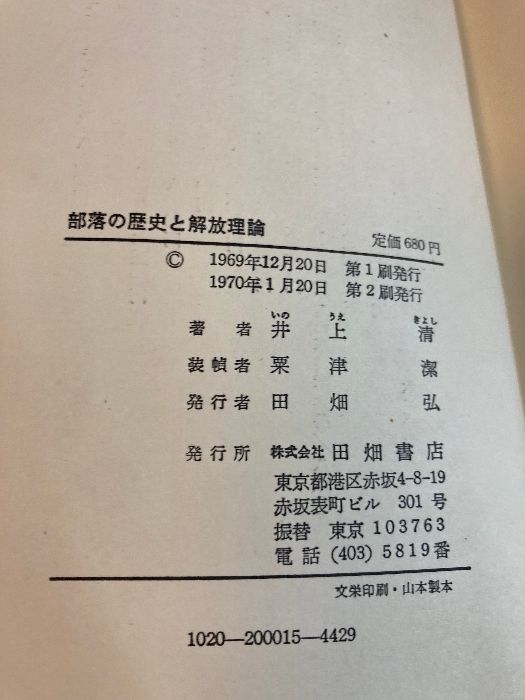 部落の歴史と解放理論
定価 680 円
© 1969年12月20日 第1刷発行
1970年1月20日 第2刷発行
いの うえ きよし
著者 井上清
装幀者 粟津潔
発行者 田畑弘
発行所 株式会社 田畑書店
東京都港区赤坂4-8-19
赤坂表町ビル 301 号
振替 東京 103763
電話 (403) 5819番
文栄印刷・山本製本
1020―200015―4429